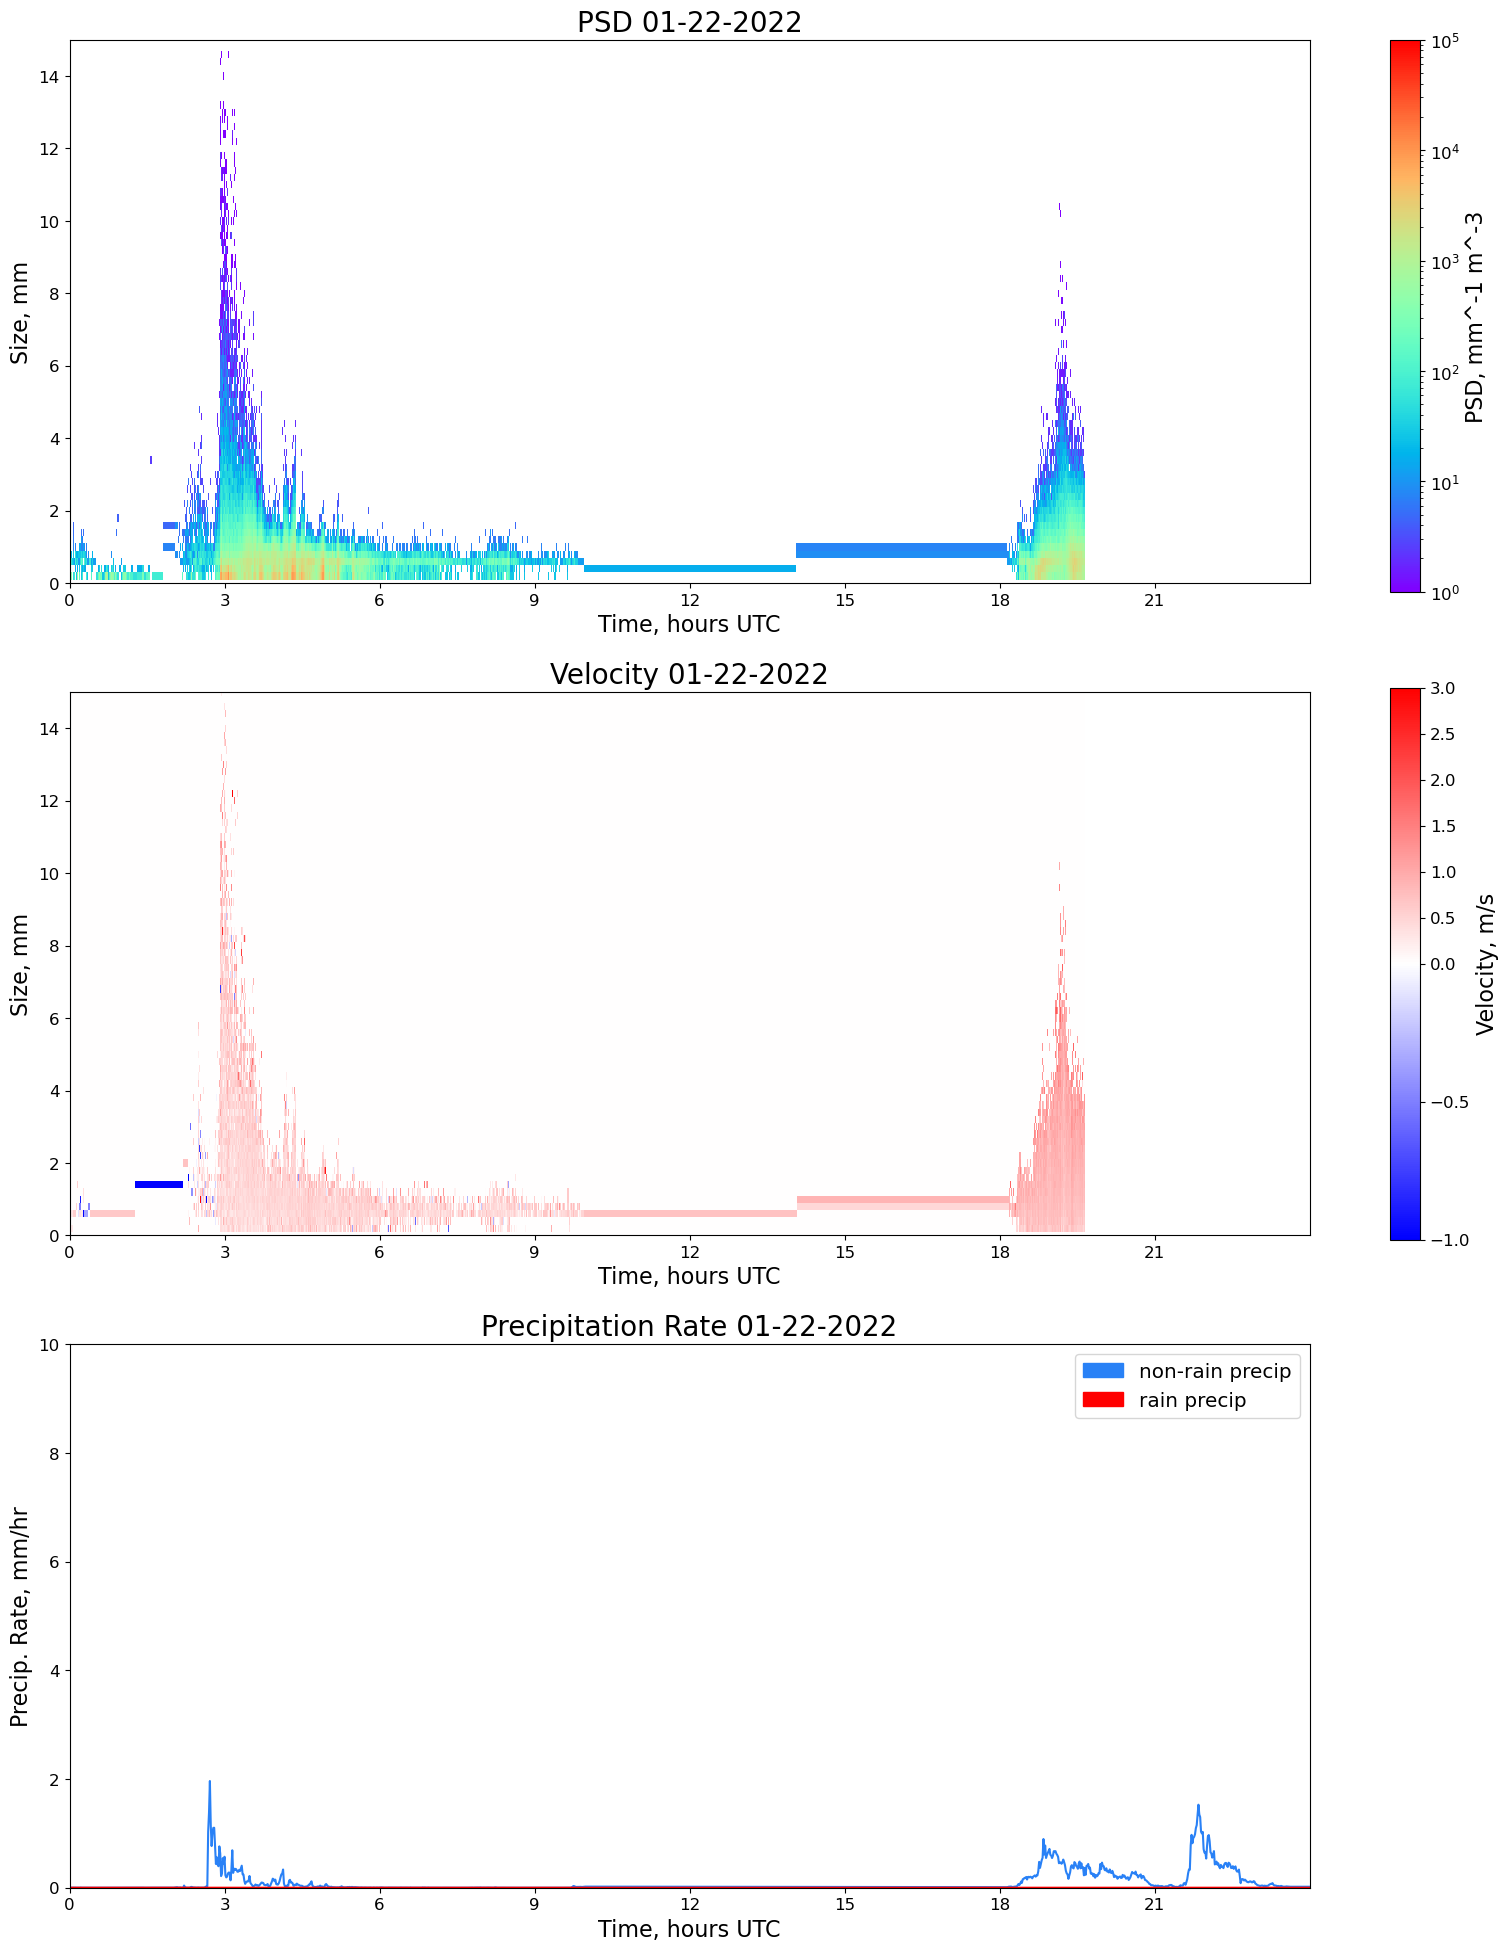 PSD 01-22-2022
14
12
10
8
6
4
2
0
Size, mm
0 3 6 9 12 15 18 21
Time, hours UTC
10^5
10^4
10^3
10^2
10^1
10^0
PSD, mm^-1 m^-3
Velocity 01-22-2022
14
12
10
8
6
4
2
0
Size, mm
0 3 6 9 12 15 18 21
Time, hours UTC
3.0
2.5
2.0
1.5
1.0
0.5
0.0
−0.5
−1.0
Velocity, m/s
Precipitation Rate 01-22-2022
10
8
6
4
2
0
Precip. Rate, mm/hr
non-rain precip
rain precip
0 3 6 9 12 15 18 21
Time, hours UTC